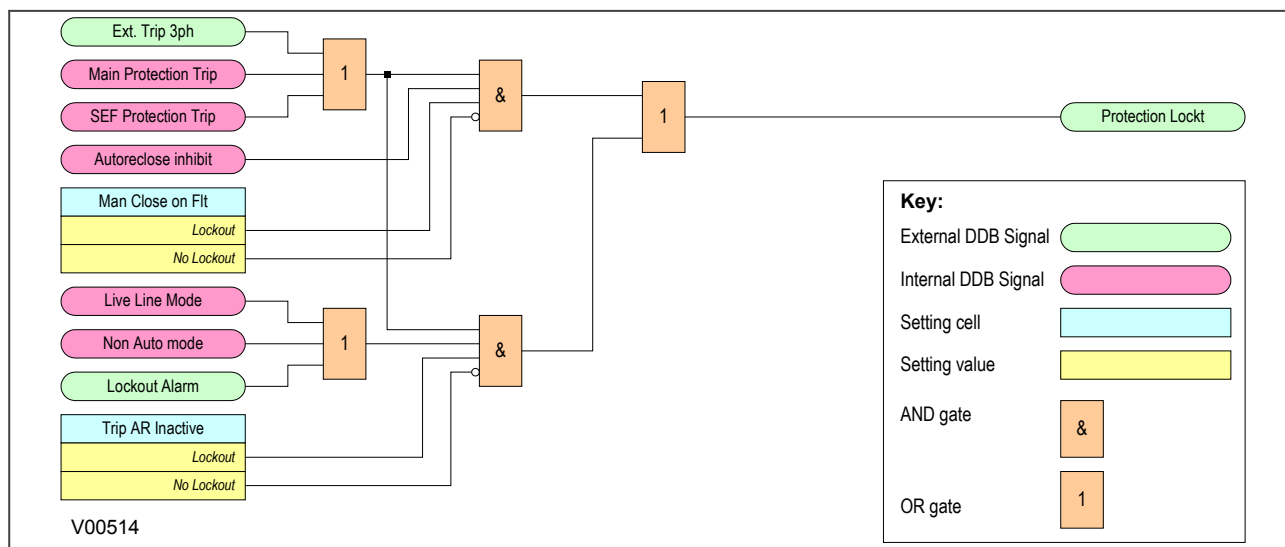 Ext. Trip 3ph
Main Protection Trip
1
SEF Protection Trip
&
1
Protection Lockt
Autoreclose inhibit
Man Close on Flt
Lockout
No Lockout
Live Line Mode
Non Auto mode
1
&
Lockout Alarm
Trip AR Inactive
Lockout
No Lockout
V00514
Key:
External DDB Signal
Internal DDB Signal
Setting cell
Setting value
AND gate
&
OR gate
1